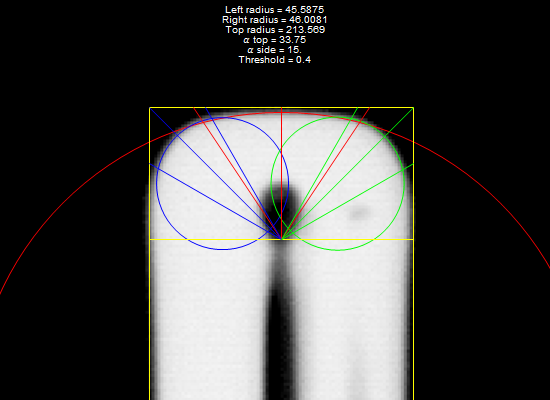 Left radius = 45.5875
Right radius = 46.0081
Top radius = 213.569
α top = 33.75
α side = 15.
Threshold = 0.4